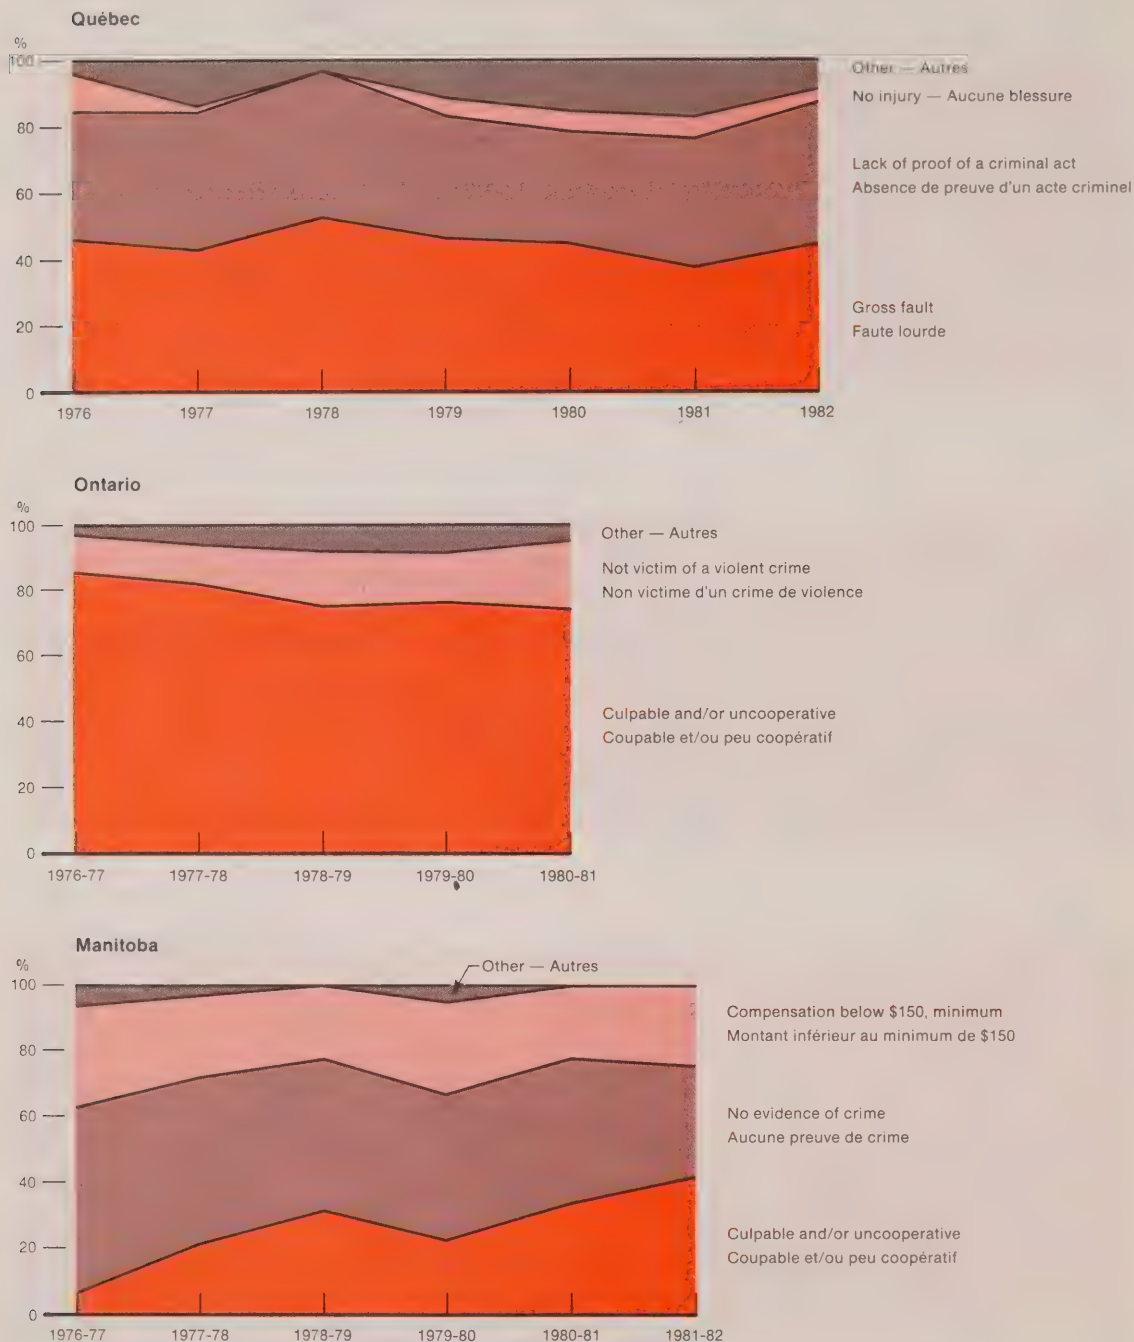 Québec
%
100
80
60
40
20
0
1976 1977 1978 1979 1980 1981 1982
Other — Autres
No injury — Aucune blessure
Lack of proof of a criminal act
Absence de preuve d'un acte criminel
Gross fault
Faute lourde
Ontario
%
100
80
60
40
20
0
1976-77 1977-78 1978-79 1979-80 1980-81
Other — Autres
Not victim of a violent crime
Non victime d'un crime de violence
Culpable and/or uncooperative
Coupable et/ou peu coopératif
Manitoba
%
100
80
60
40
20
0
1976-77 1977-78 1978-79 1979-80 1980-81 1981-82
Other — Autres
Compensation below $150, minimum
Montant inférieur au minimum de $150
No evidence of crime
Aucune preuve de crime
Culpable and/or uncooperative
Coupable et/ou peu coopératif